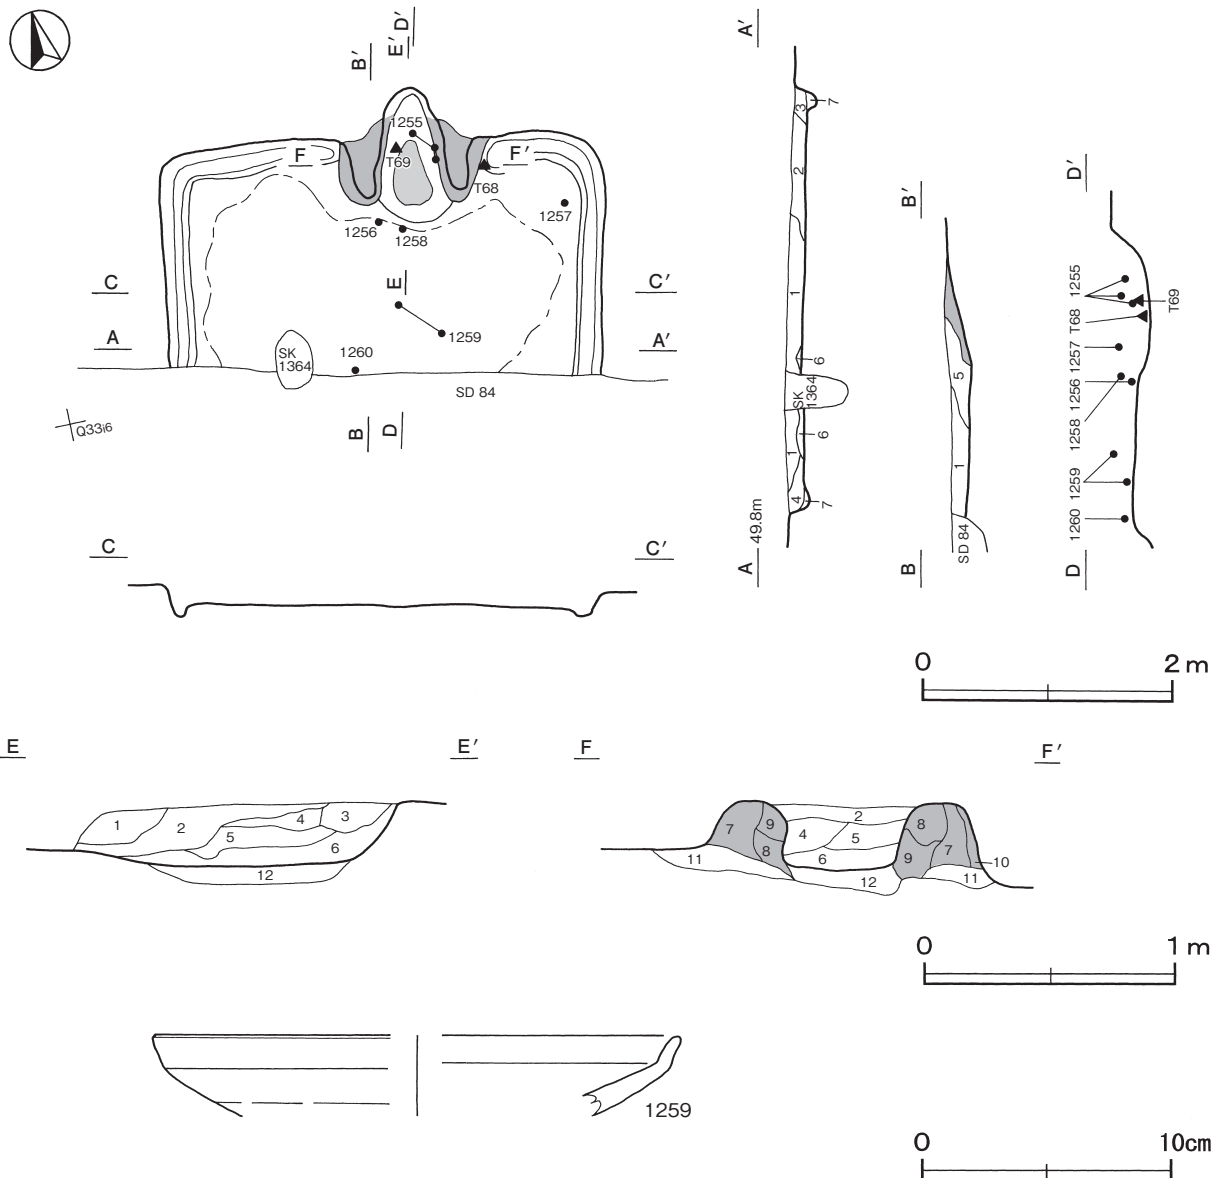 B′
E′
D′
1255
F
F′
T69
T68
1257
1256
1258
E
C
C′
A
A′
1259
SK
1364
1260
SD 84
Q33i6
B
D
C
C′
A′
3
7
2
1
6
SK
1364
6
1
4
7
A
49.8m
B′
5
1
SD 84
B
D′
1255
T69
T68
1257
1256
1258
1259
1260
D
0
2 m
E
E′
1
2
5
4
3
6
12
F
F′
7
9
8
2
4
5
6
8
9
7
10
11
12
11
0
1 m
1259
0
10cm